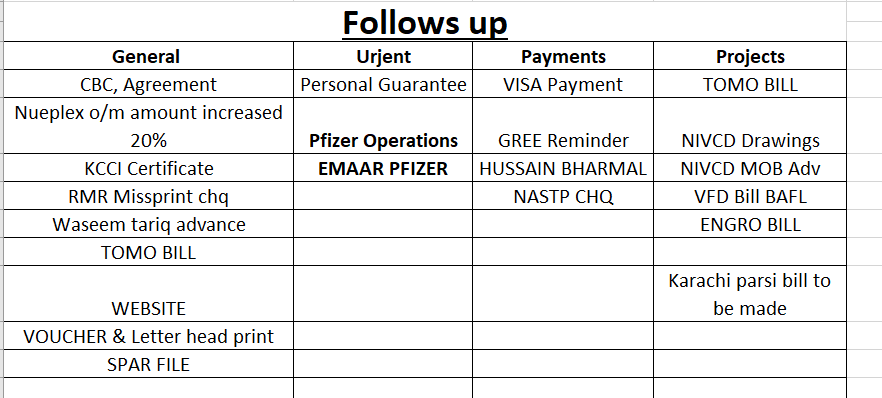 Follows up
General Urjent Payments Projects
CBC, Agreement Personal Guarantee VISA Payment TOMO BILL
Nueplex o/m amount increased
20% Pfizer Operations GREE Reminder NIVCD Drawings
KCCI Certificate EMAAR PFIZER HUSSAIN BHARMAL NIVCD MOB Adv
RMR Missprint chq NASTP CHQ VFD Bill BAFL
Waseem tariq advance ENGRO BILL
TOMO BILL
Karachi parsi bill to
WEBSITE be made
VOUCHER & Letter head print
SPAR FILE